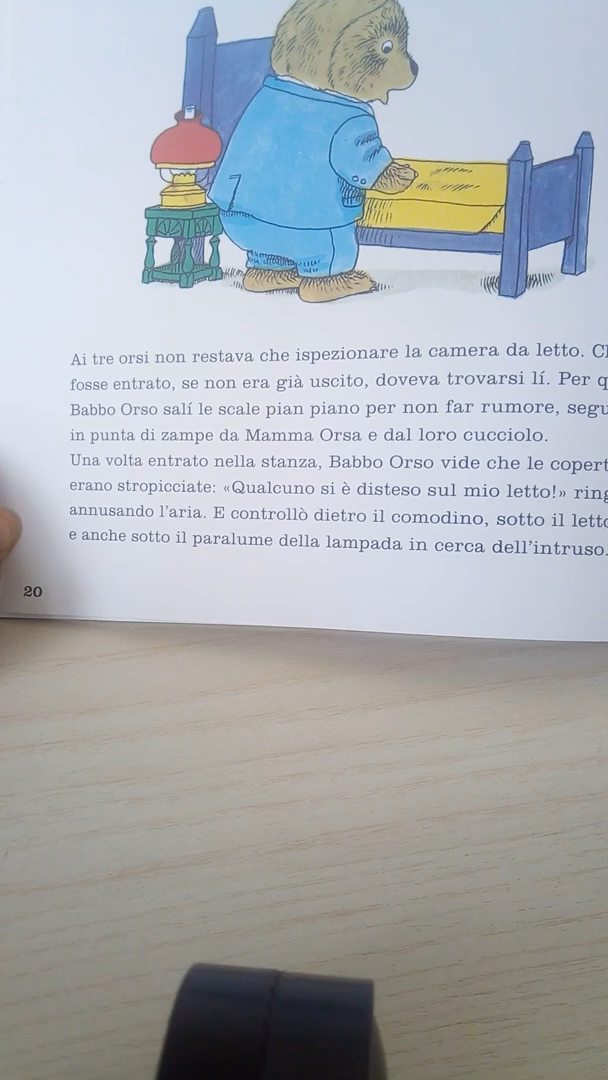 Ai tre orsi non restava che ispezionare la camera da letto.
fosse entrato, se non era già uscito, doveva trovarsi lí. Per
Babbo Orso salí le scale pian piano per non far rumore,
in punta di zampe da Mamma Orsa e dal loro cucciolo.
Una volta entrato nella stanza, Babbo Orso vide che le
erano stropicciate: «Qualcuno si è disteso sul mio letto!»
annusando l'aria. E controllò dietro il comodino, sotto il letto
e anche sotto il paralume della lampada in cerca dell'intruso.
20